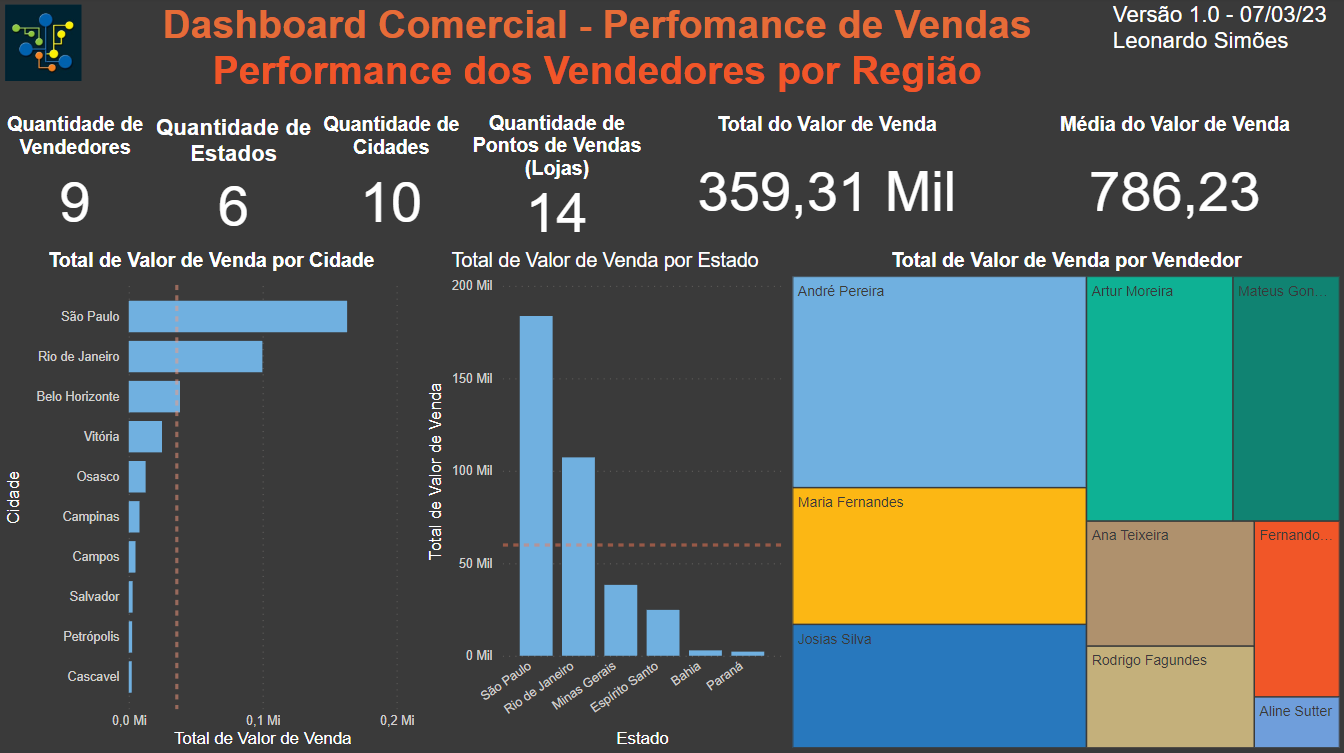 Dashboard Comercial - Perfomance de Vendas
Performance dos Vendedores por Região
Versão 1.0 - 07/03/23
Leonardo Simões
Quantidade de
Vendedores
9
Quantidade de
Estados
6
Quantidade de
Cidades
10
Quantidade de
Pontos de Vendas
(Lojas)
14
Total do Valor de Venda
359,31 Mil
Média do Valor de Venda
786,23
Total de Valor de Venda por Cidade
Cidade
São Paulo
Rio de Janeiro
Belo Horizonte
Vitória
Osasco
Campinas
Campos
Salvador
Petrópolis
Cascavel
0,0 Mi
0,1 Mi
0,2 Mi
Total de Valor de Venda
Total de Valor de Venda por Estado
Total de Valor de Venda
200 Mil
150 Mil
100 Mil
50 Mil
0 Mil
São Paulo
Rio de Janeiro
Minas Gerais
Espírito Santo
Bahia
Paraná
Estado
Total de Valor de Venda por Vendedor
André Pereira
Maria Fernandes
Josias Silva
Artur Moreira
Mateus Gon...
Ana Teixeira
Fernando...
Rodrigo Fagundes
Aline Sutter